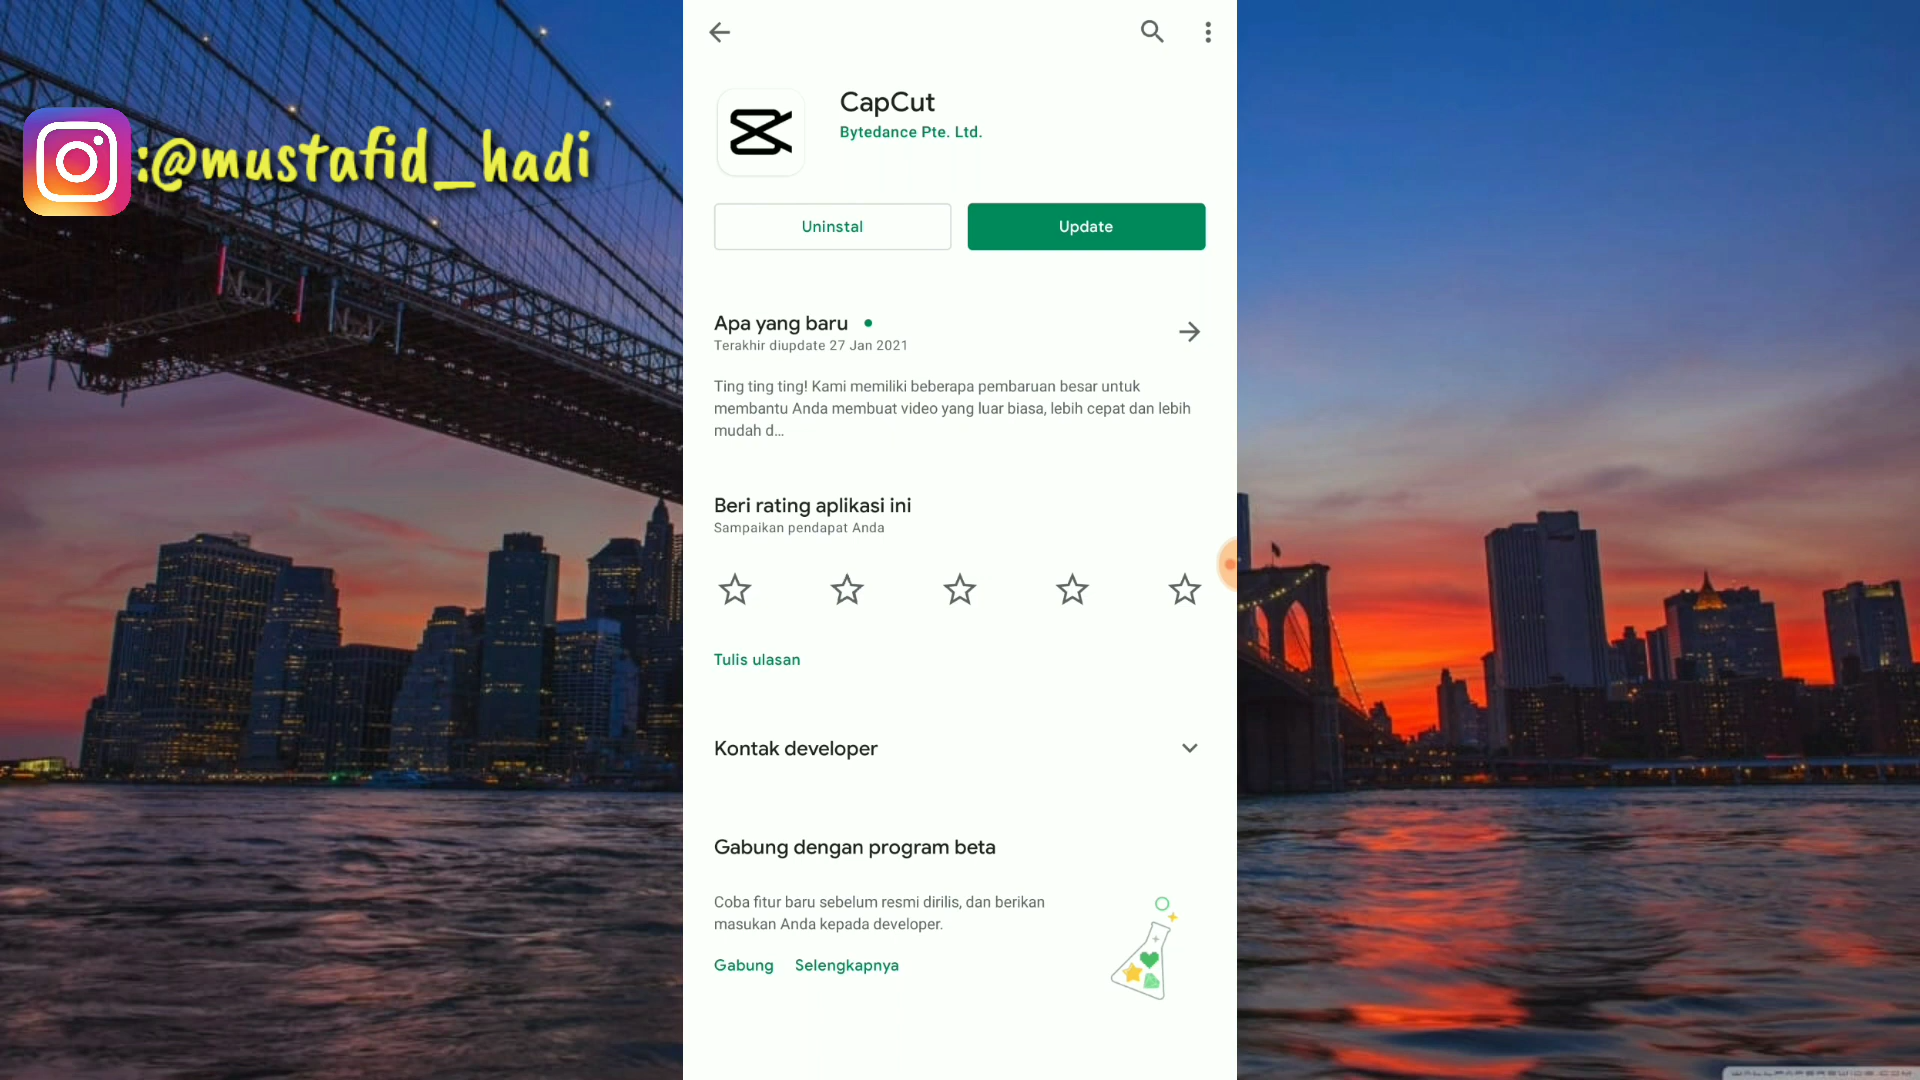 :@mustafid_hadi
CapCut
Bytedance Pte. Ltd.
Uninstal
Update
Apa yang baru
Terakhir diupdate 27 Jan 2021
Ting ting ting! Kami memiliki beberapa pembaruan besar untuk
membantu Anda membuat video yang luar biasa, lebih cepat dan lebih
mudah d...
Beri rating aplikasi ini
Sampaikan pendapat Anda
Tulis ulasan
Kontak developer
Gabung dengan program beta
Coba fitur baru sebelum resmi dirilis, dan berikan
masukan Anda kepada developer.
Gabung
Selengkapnya